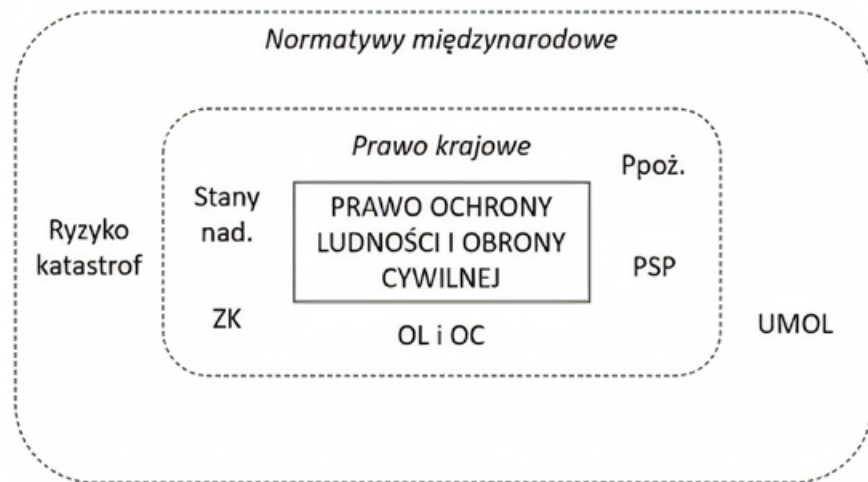 Normatywy międzynarodowe
Prawo krajowe
Ppoż.
Stany
nad.
PRAWO OCHRONY
LUDNOŚCI I OBRONY
CYWILNEJ
Ryzyko
katastrof
PSP
ZK
OL i OC
UMOL